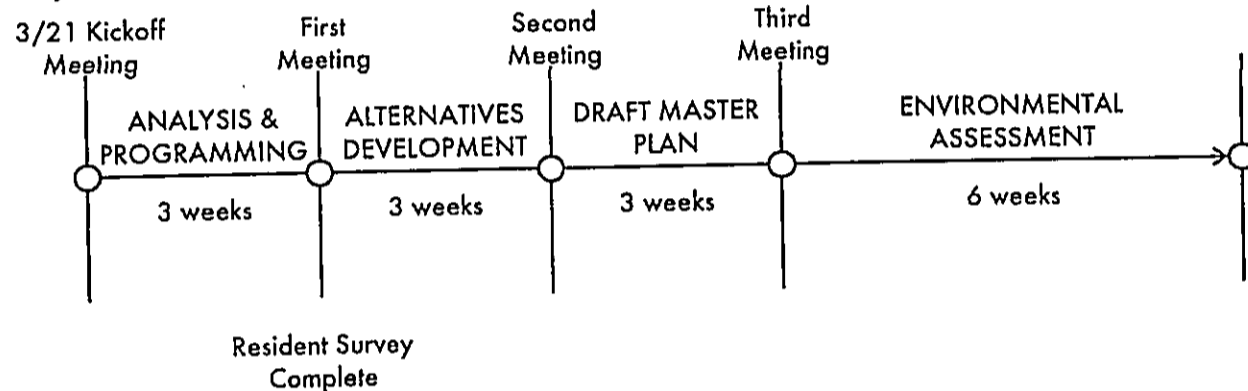 3/21 Kickoff
Meeting
First
Meeting
Second
Meeting
Third
Meeting
ANALYSIS &
PROGRAMMING
ALTERNATIVES
DEVELOPMENT
DRAFT MASTER
PLAN
ENVIRONMENTAL
ASSESSMENT
3 weeks
3 weeks
3 weeks
6 weeks
Resident Survey
Complete